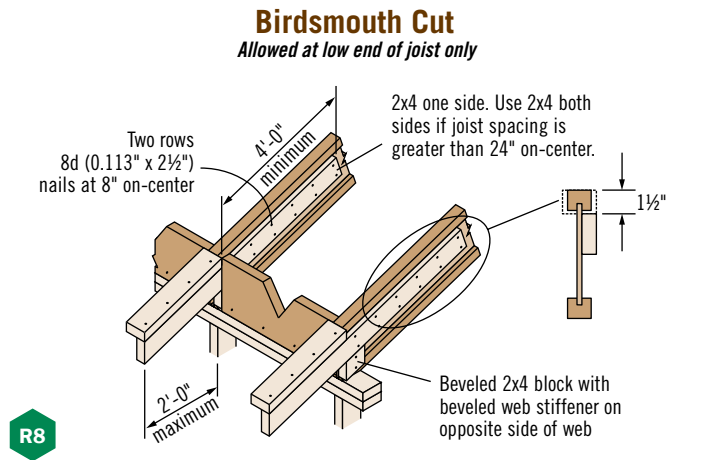 Birdsmouth Cut
Allowed at low end of joist only
2x4 one side. Use 2x4 both
sides if joist spacing is
greater than 24" on-center.
4'-0"
minimum
Two rows
8d (0.113" x 2½")
nails at 8" on-center
1½"
2'-0"
maximum
Beveled 2x4 block with
beveled web stiffener on
opposite side of web
R8